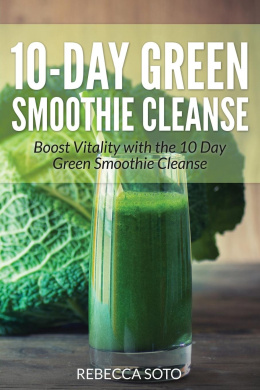 10-DAY GREEN
SMOOTHIE CLEANSE
Boost Vitality with the 10 Day
Green Smoothie Cleanse
REBECCA SOTO